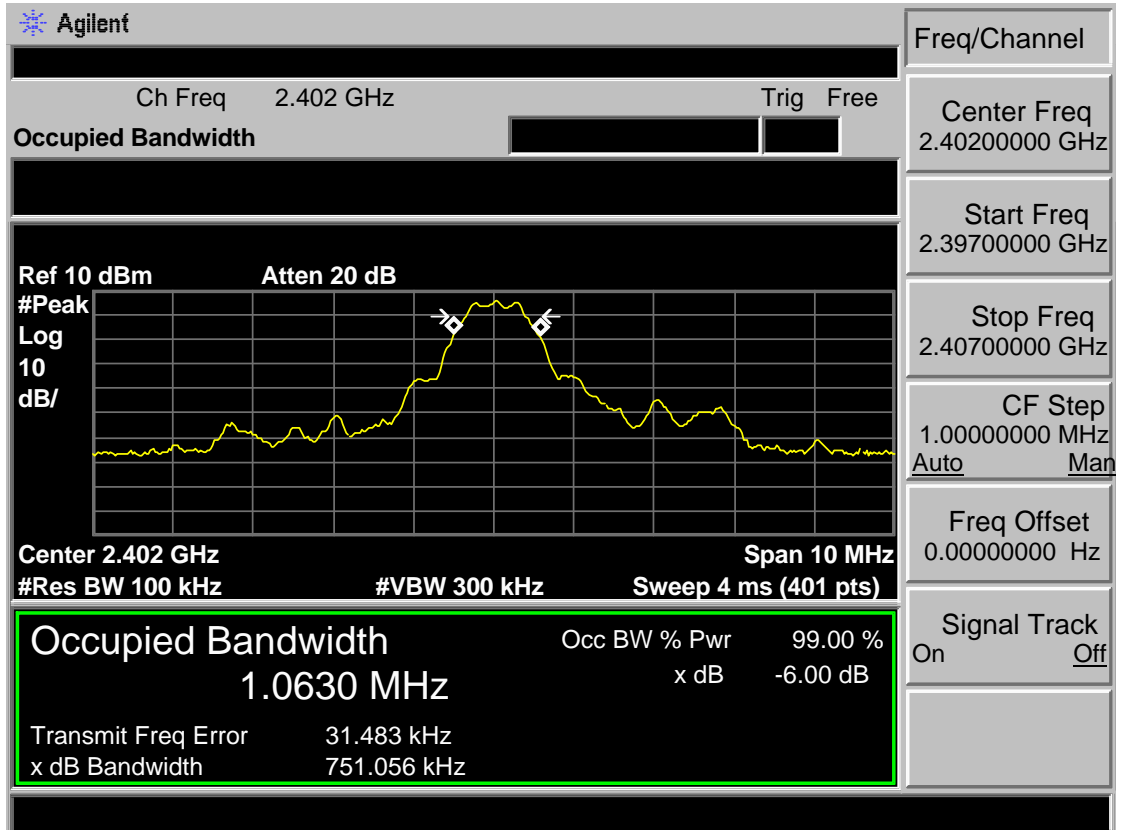 Agilent
Freq/Channel
Ch Freq 2.402 GHz Trig Free
Occupied Bandwidth
Center Freq
2.40200000 GHz
Start Freq
2.39700000 GHz
Stop Freq
2.40700000 GHz
CF Step
1.00000000 MHz
Auto Man
Freq Offset
0.00000000 Hz
Signal Track
On Off
Ref 10 dBm Atten 20 dB
#Peak
Log
10
dB/
Center 2.402 GHz Span 10 MHz
#Res BW 100 kHz #VBW 300 kHz Sweep 4 ms (401 pts)
Occupied Bandwidth
1.0630 MHz
Occ BW % Pwr 99.00 %
x dB -6.00 dB
Transmit Freq Error 31.483 kHz
x dB Bandwidth 751.056 kHz